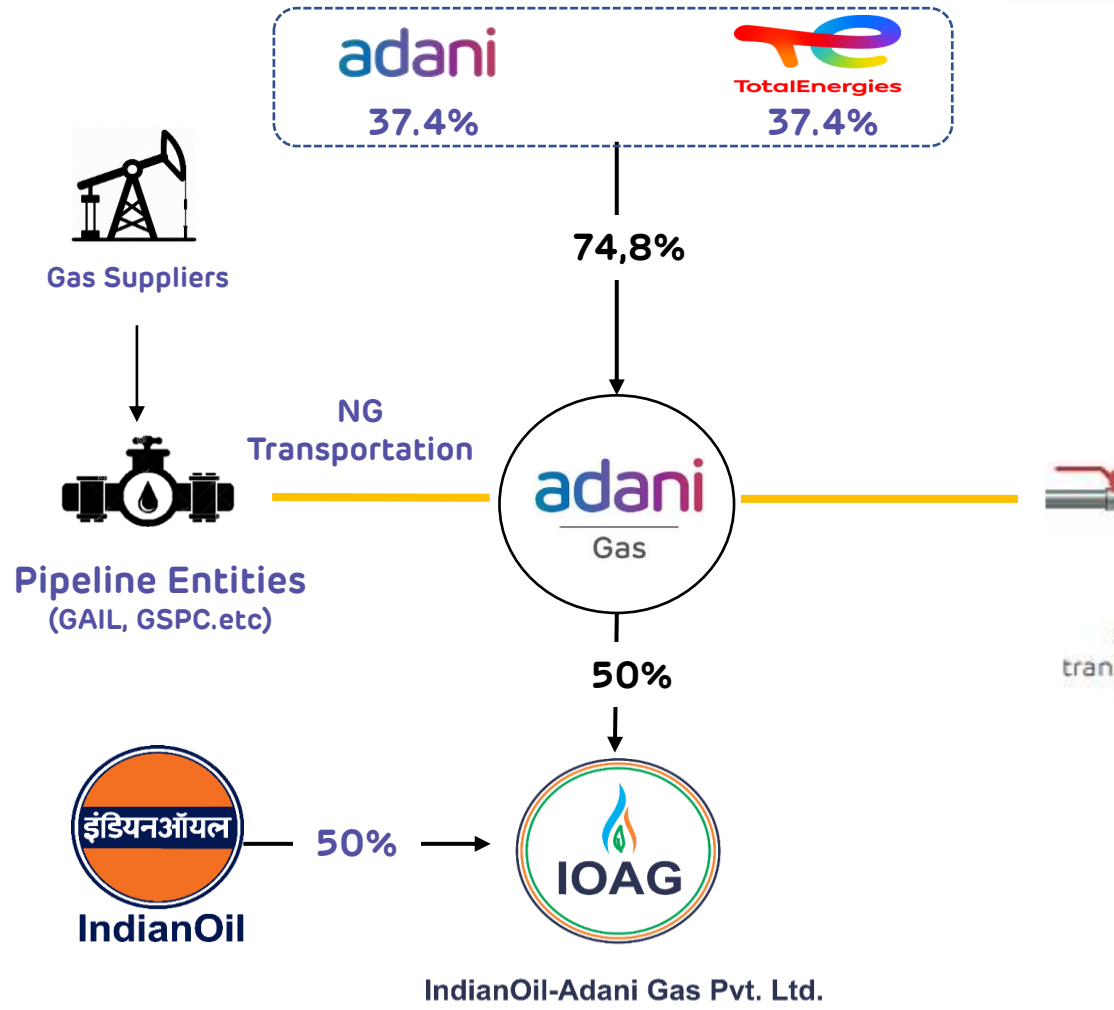 adani
TotalEnergies
37.4%
37.4%
74,8%
Gas Suppliers
NG
Transportation
adani
Gas
Pipeline Entities
(GAIL, GSPC.etc)
50%
tran
इंडियनऑयल
IndianOil
50%
IOAG
IndianOil-Adani Gas Pvt. Ltd.